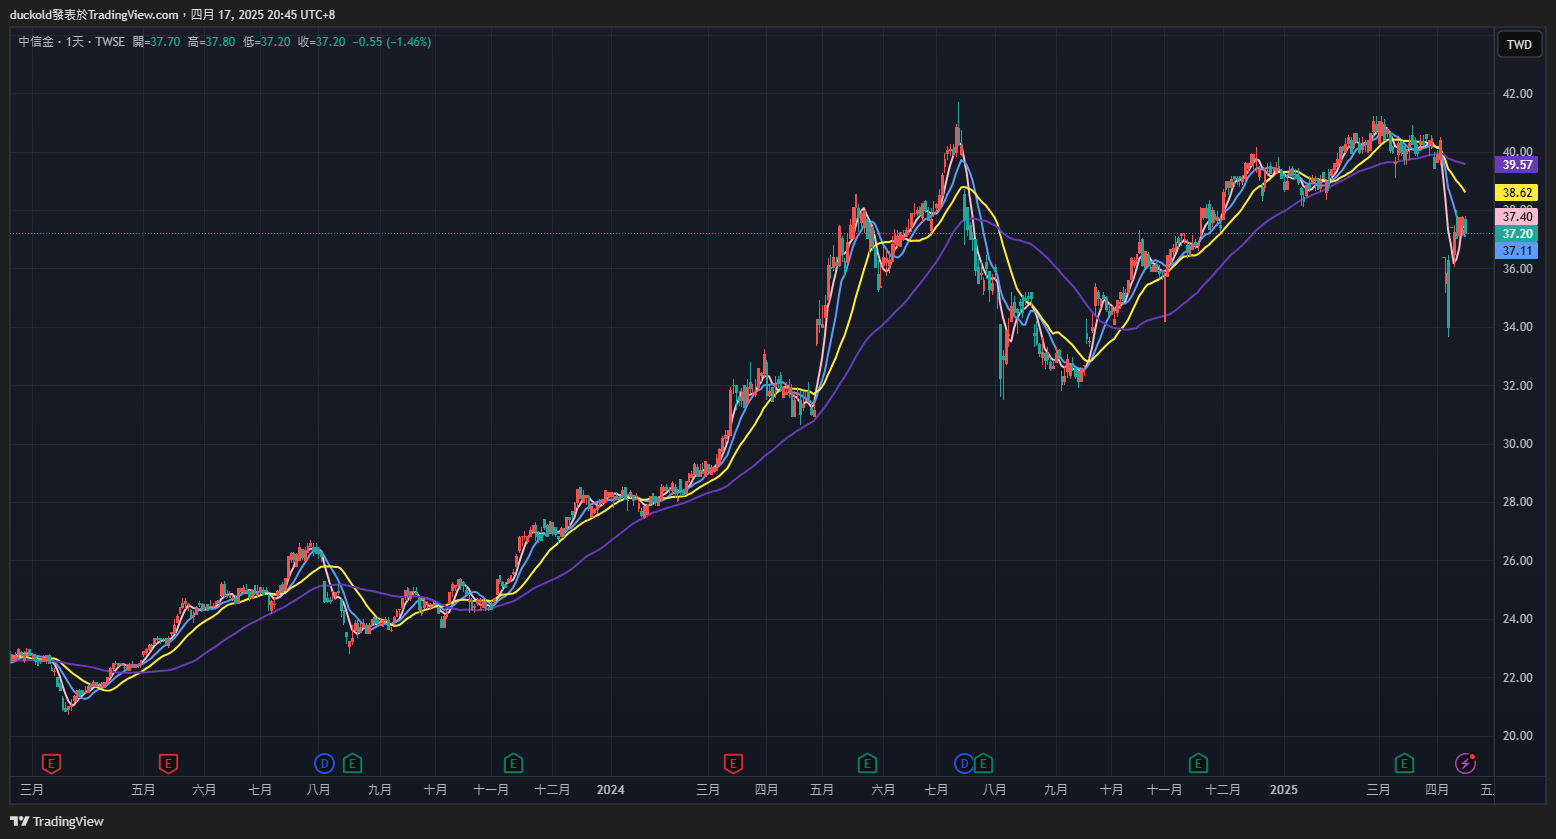 duckold發表於TradingView.com，四月 17, 2025 20:45 UTC+8
中信金・1天・TWSE 開=37.70 高=37.80 低=37.20 收=37.20 −0.55 (−1.46%)
TWD
42.00
40.00
39.57
38.62
38.00
37.40
37.20
37.11
36.00
34.00
32.00
30.00
28.00
26.00
24.00
22.00
20.00
E E D E E E E D E E E
三月 五月 六月 七月 八月 九月 十月 十一月 十二月 2024 三月 四月 五月 六月 七月 八月 九月 十月 十一月 十二月 2025 三月 四月 五
TradingView